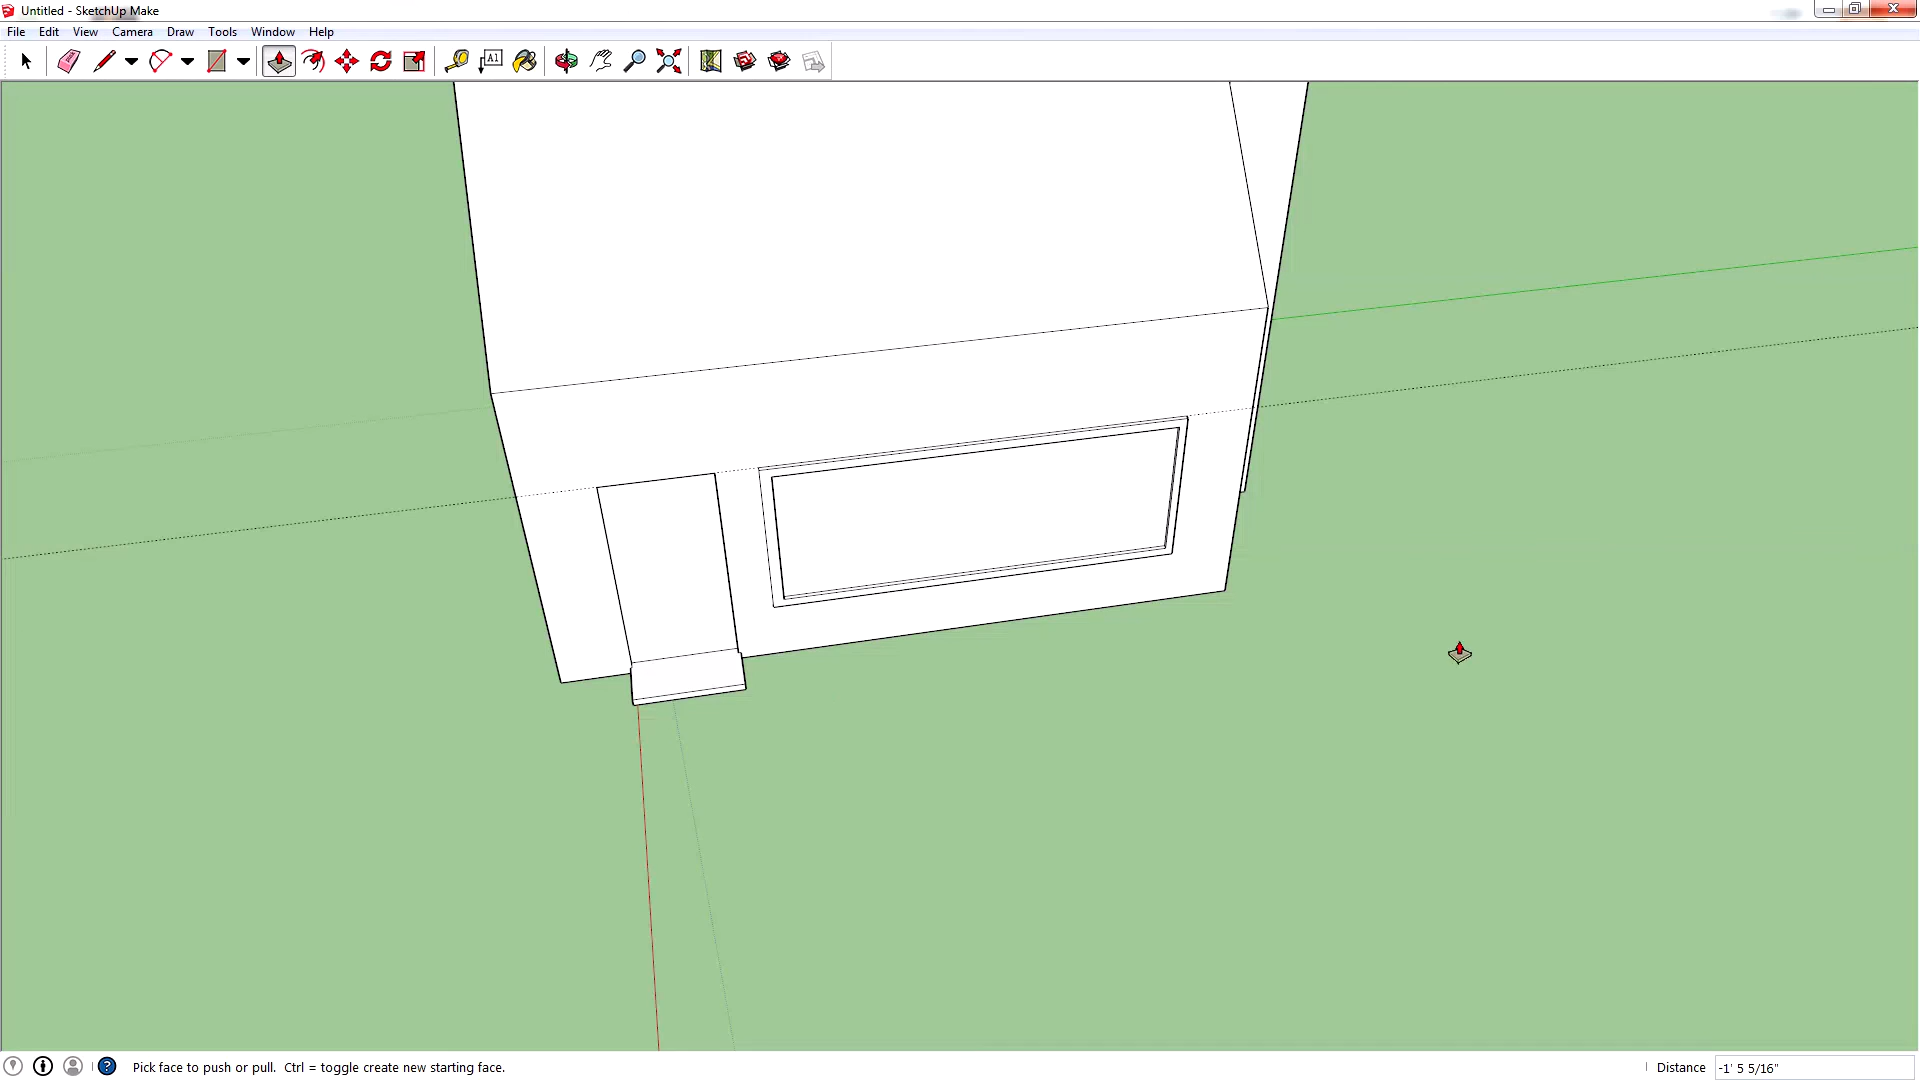 Untitled - SketchUp Make
File Edit View Camera Draw Tools Window Help
A1
Pick face to push or pull. Ctrl = toggle create new starting face.
Distance -1' 5 5/16"